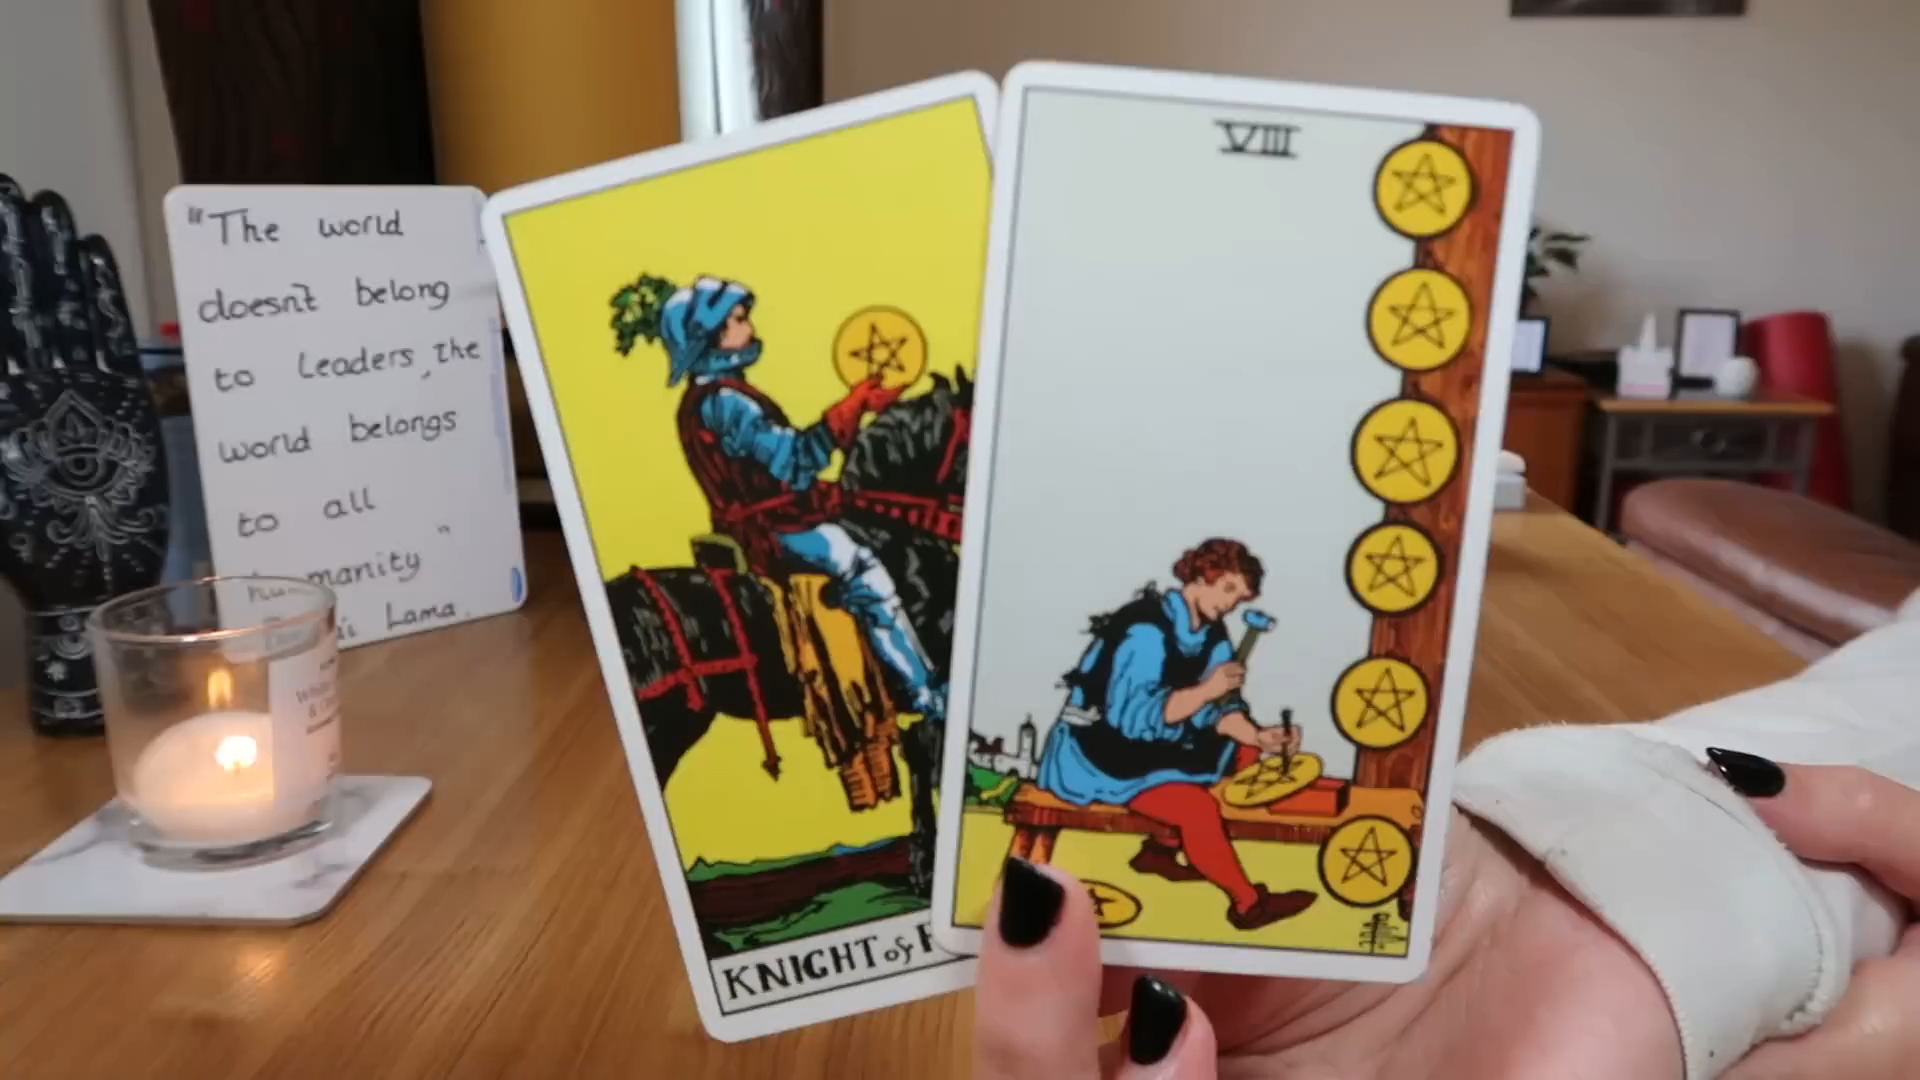 "The world
doesn't belong
to Leaders, the
world belongs
to all
manity"
Lama.
KNIGHT of
VIII